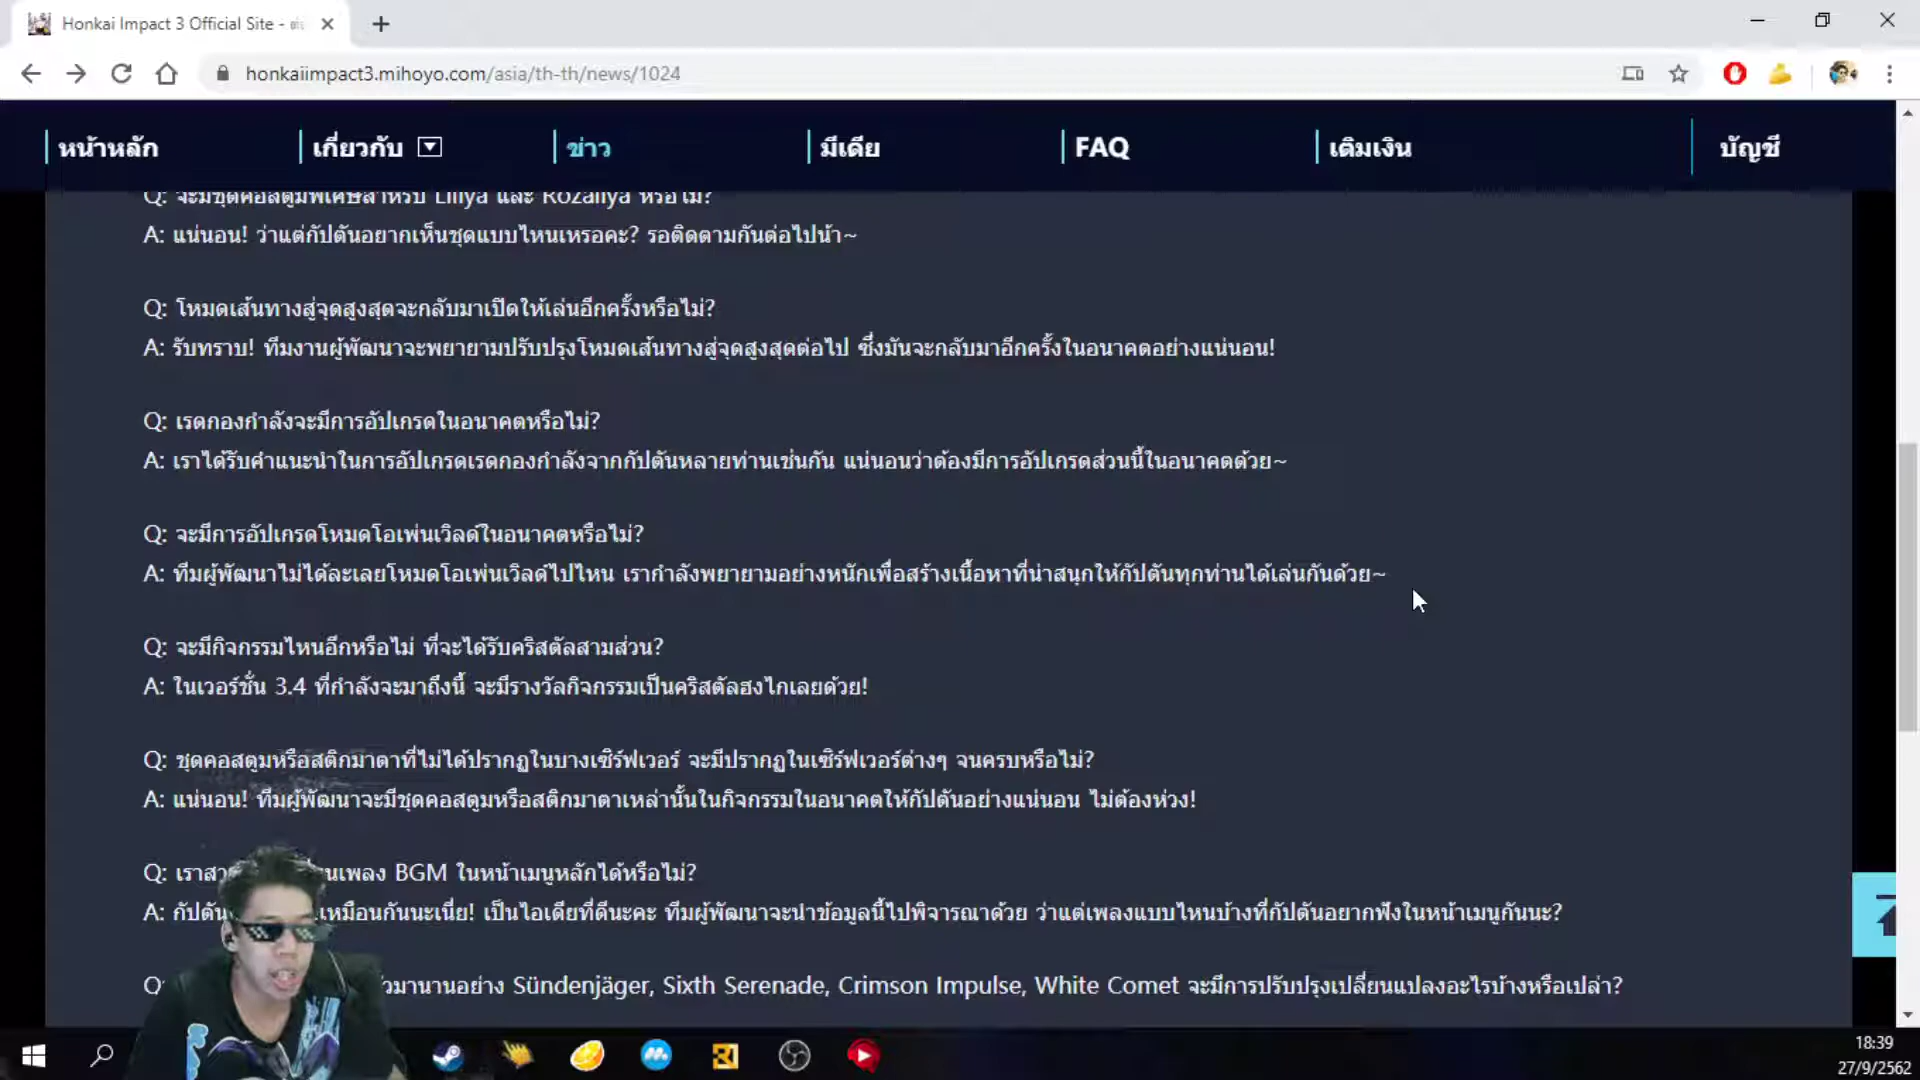 Honkai Impact 3 Official Site -
honkaiimpact3.mihoyo.com/asia/th-th/news/1024
หน้าหลัก
เกี่ยวกับ
ข่าว
มีเดีย
FAQ
เติมเงิน
บัญชี
Q: จะมีชุดคอสตูมพิเศษสำหรับ Liliya และ Rozaliya หรือไม่?
A: แน่นอน! ว่าแต่กัปตันอยากเห็นชุดแบบไหนเหรอคะ? รอติดตามกันต่อไปน้า~
Q: โหมดเส้นทางสู่จุดสูงสุดจะกลับมาเปิดให้เล่นอีกครั้งหรือไม่?
A: รับทราบ! ทีมงานผู้พัฒนาจะพยายามปรับปรุงโหมดเส้นทางสู่จุดสูงสุดต่อไป ซึ่งมันจะกลับมาอีกครั้งในอนาคตอย่างแน่นอน!
Q: เรดกองกำลังจะมีการอัปเกรดในอนาคตหรือไม่?
A: เราได้รับคำแนะนำในการอัปเกรดเรดกองกำลังจากกัปตันหลายท่านเช่นกัน แน่นอนว่าต้องมีการอัปเกรดส่วนนี้ในอนาคตด้วย~
Q: จะมีการอัปเกรดโหมดโอเพ่นเวิลด์ในอนาคตหรือไม่?
A: ทีมผู้พัฒนาไม่ได้ละเลยโหมดโอเพ่นเวิลด์ไปไหน เรากำลังพยายามอย่างหนักเพื่อสร้างเนื้อหาที่น่าสนุกให้กัปตันทุกท่านได้เล่นกันด้วย~
Q: จะมีกิจกรรมไหนอีกหรือไม่ ที่จะได้รับคริสตัลสามส่วน?
A: ในเวอร์ชั่น 3.4 ที่กำลังจะมาถึงนี้ จะมีรางวัลกิจกรรมเป็นคริสตัลฮงไกเลยด้วย!
Q: ชุดคอสตูมหรือสติกมาตาที่ไม่ได้ปรากฏในบางเซิร์ฟเวอร์ จะมีปรากฏในเซิร์ฟเวอร์ต่างๆ จนครบหรือไม่?
A: แน่นอน! ทีมผู้พัฒนาจะมีชุดคอสตูมหรือสติกมาตาเหล่านั้นในกิจกรรมในอนาคตให้กัปตันอย่างแน่นอน ไม่ต้องห่วง!
Q: เราสา นเพลง BGM ในหน้าเมนูหลักได้หรือไม่?
A: กัปตัน เหมือนกันนะเนี่ย! เป็นไอเดียที่ดีนะคะ ทีมผู้พัฒนาจะนำข้อมูลนี้ไปพิจารณาด้วย ว่าแต่เพลงแบบไหนบ้างที่กัปตันอยากฟังในหน้าเมนูกันนะ?
Q: วมานานอย่าง Sündenjäger, Sixth Serenade, Crimson Impulse, White Comet จะมีการปรับปรุงเปลี่ยนแปลงอะไรบ้างหรือเปล่า?
18:39
27/9/2562